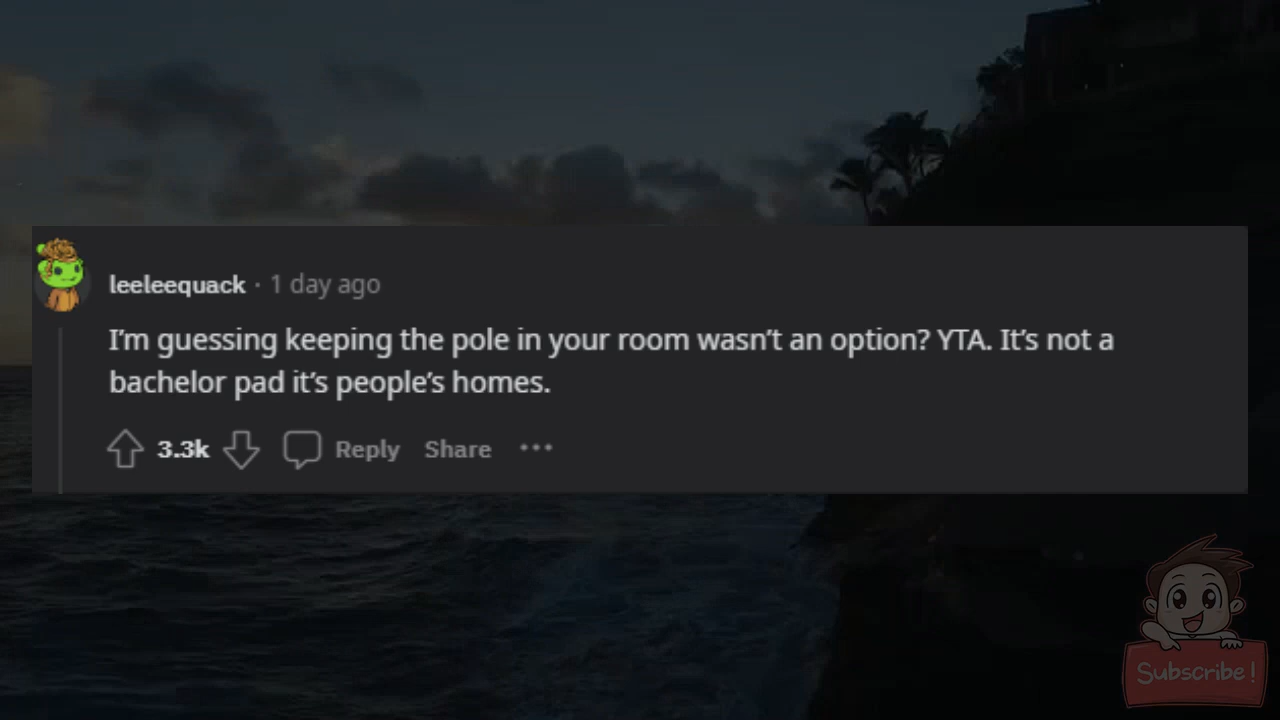 leeleequack · 1 day ago
I'm guessing keeping the pole in your room wasn't an option? YTA. It's not a
bachelor pad it's people's homes.
3.3k Reply Share ···
Subscribe!